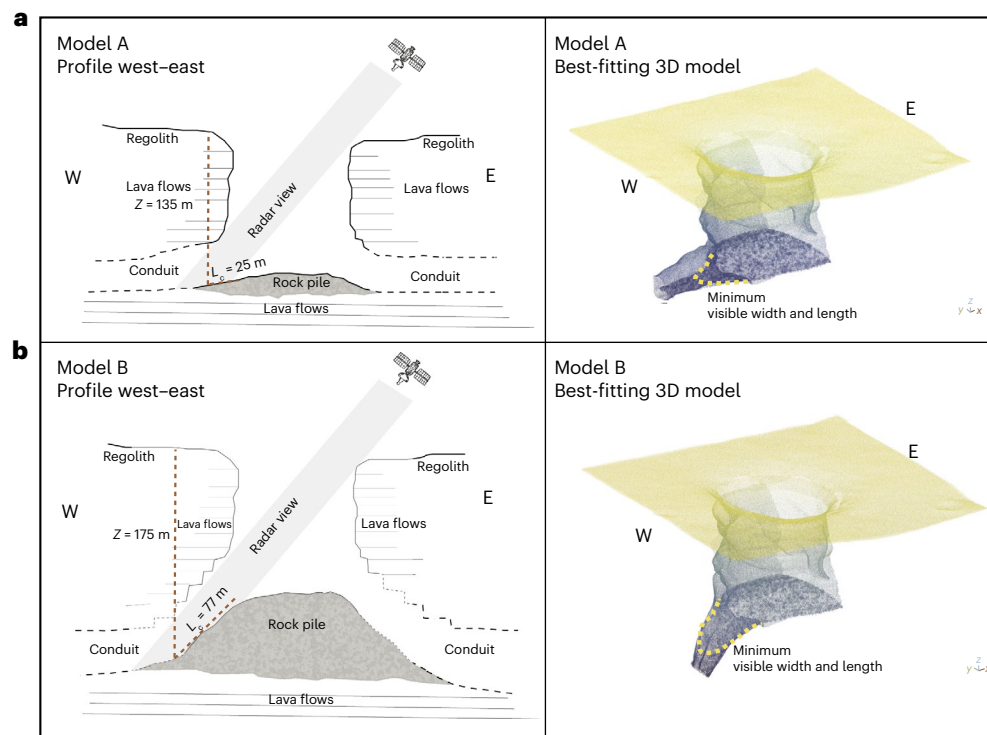 a
Model A
Profile west–east
Regolith
W
Lava flows
Z = 135 m
Radar view
Regolith
Lava flows
E
Conduit
L_c = 25 m
Rock pile
Conduit
Lava flows
Model A
Best-fitting 3D model
E
W
Minimum
visible width and length
z
y x
b
Model B
Profile west–east
Regolith
W
Z = 175 m
Lava flows
Radar view
Regolith
Lava flows
E
L_c = 77 m
Rock pile
Conduit
Conduit
Lava flows
Model B
Best-fitting 3D model
E
W
Minimum
visible width and length
z
y x